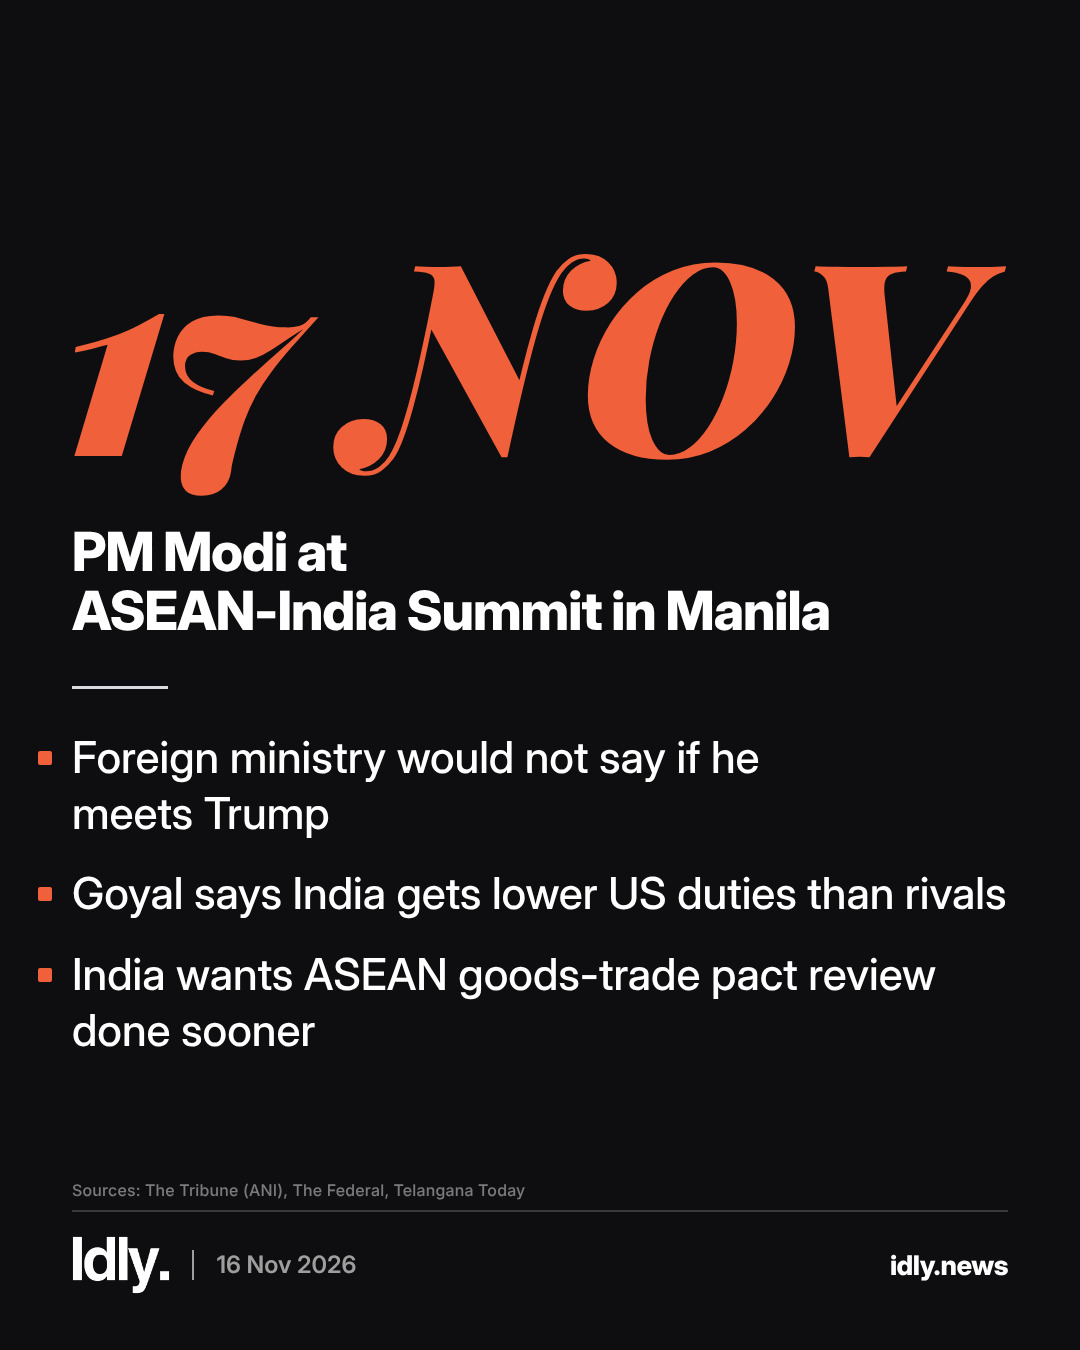 17 NOV
PM Modi at
ASEAN-India Summit in Manila
Foreign ministry would not say if he
meets Trump
Goyal says India gets lower US duties than rivals
India wants ASEAN goods-trade pact review
done sooner
Sources: The Tribune (ANI), The Federal, Telangana Today
Idly. | 16 Nov 2026
idly.news